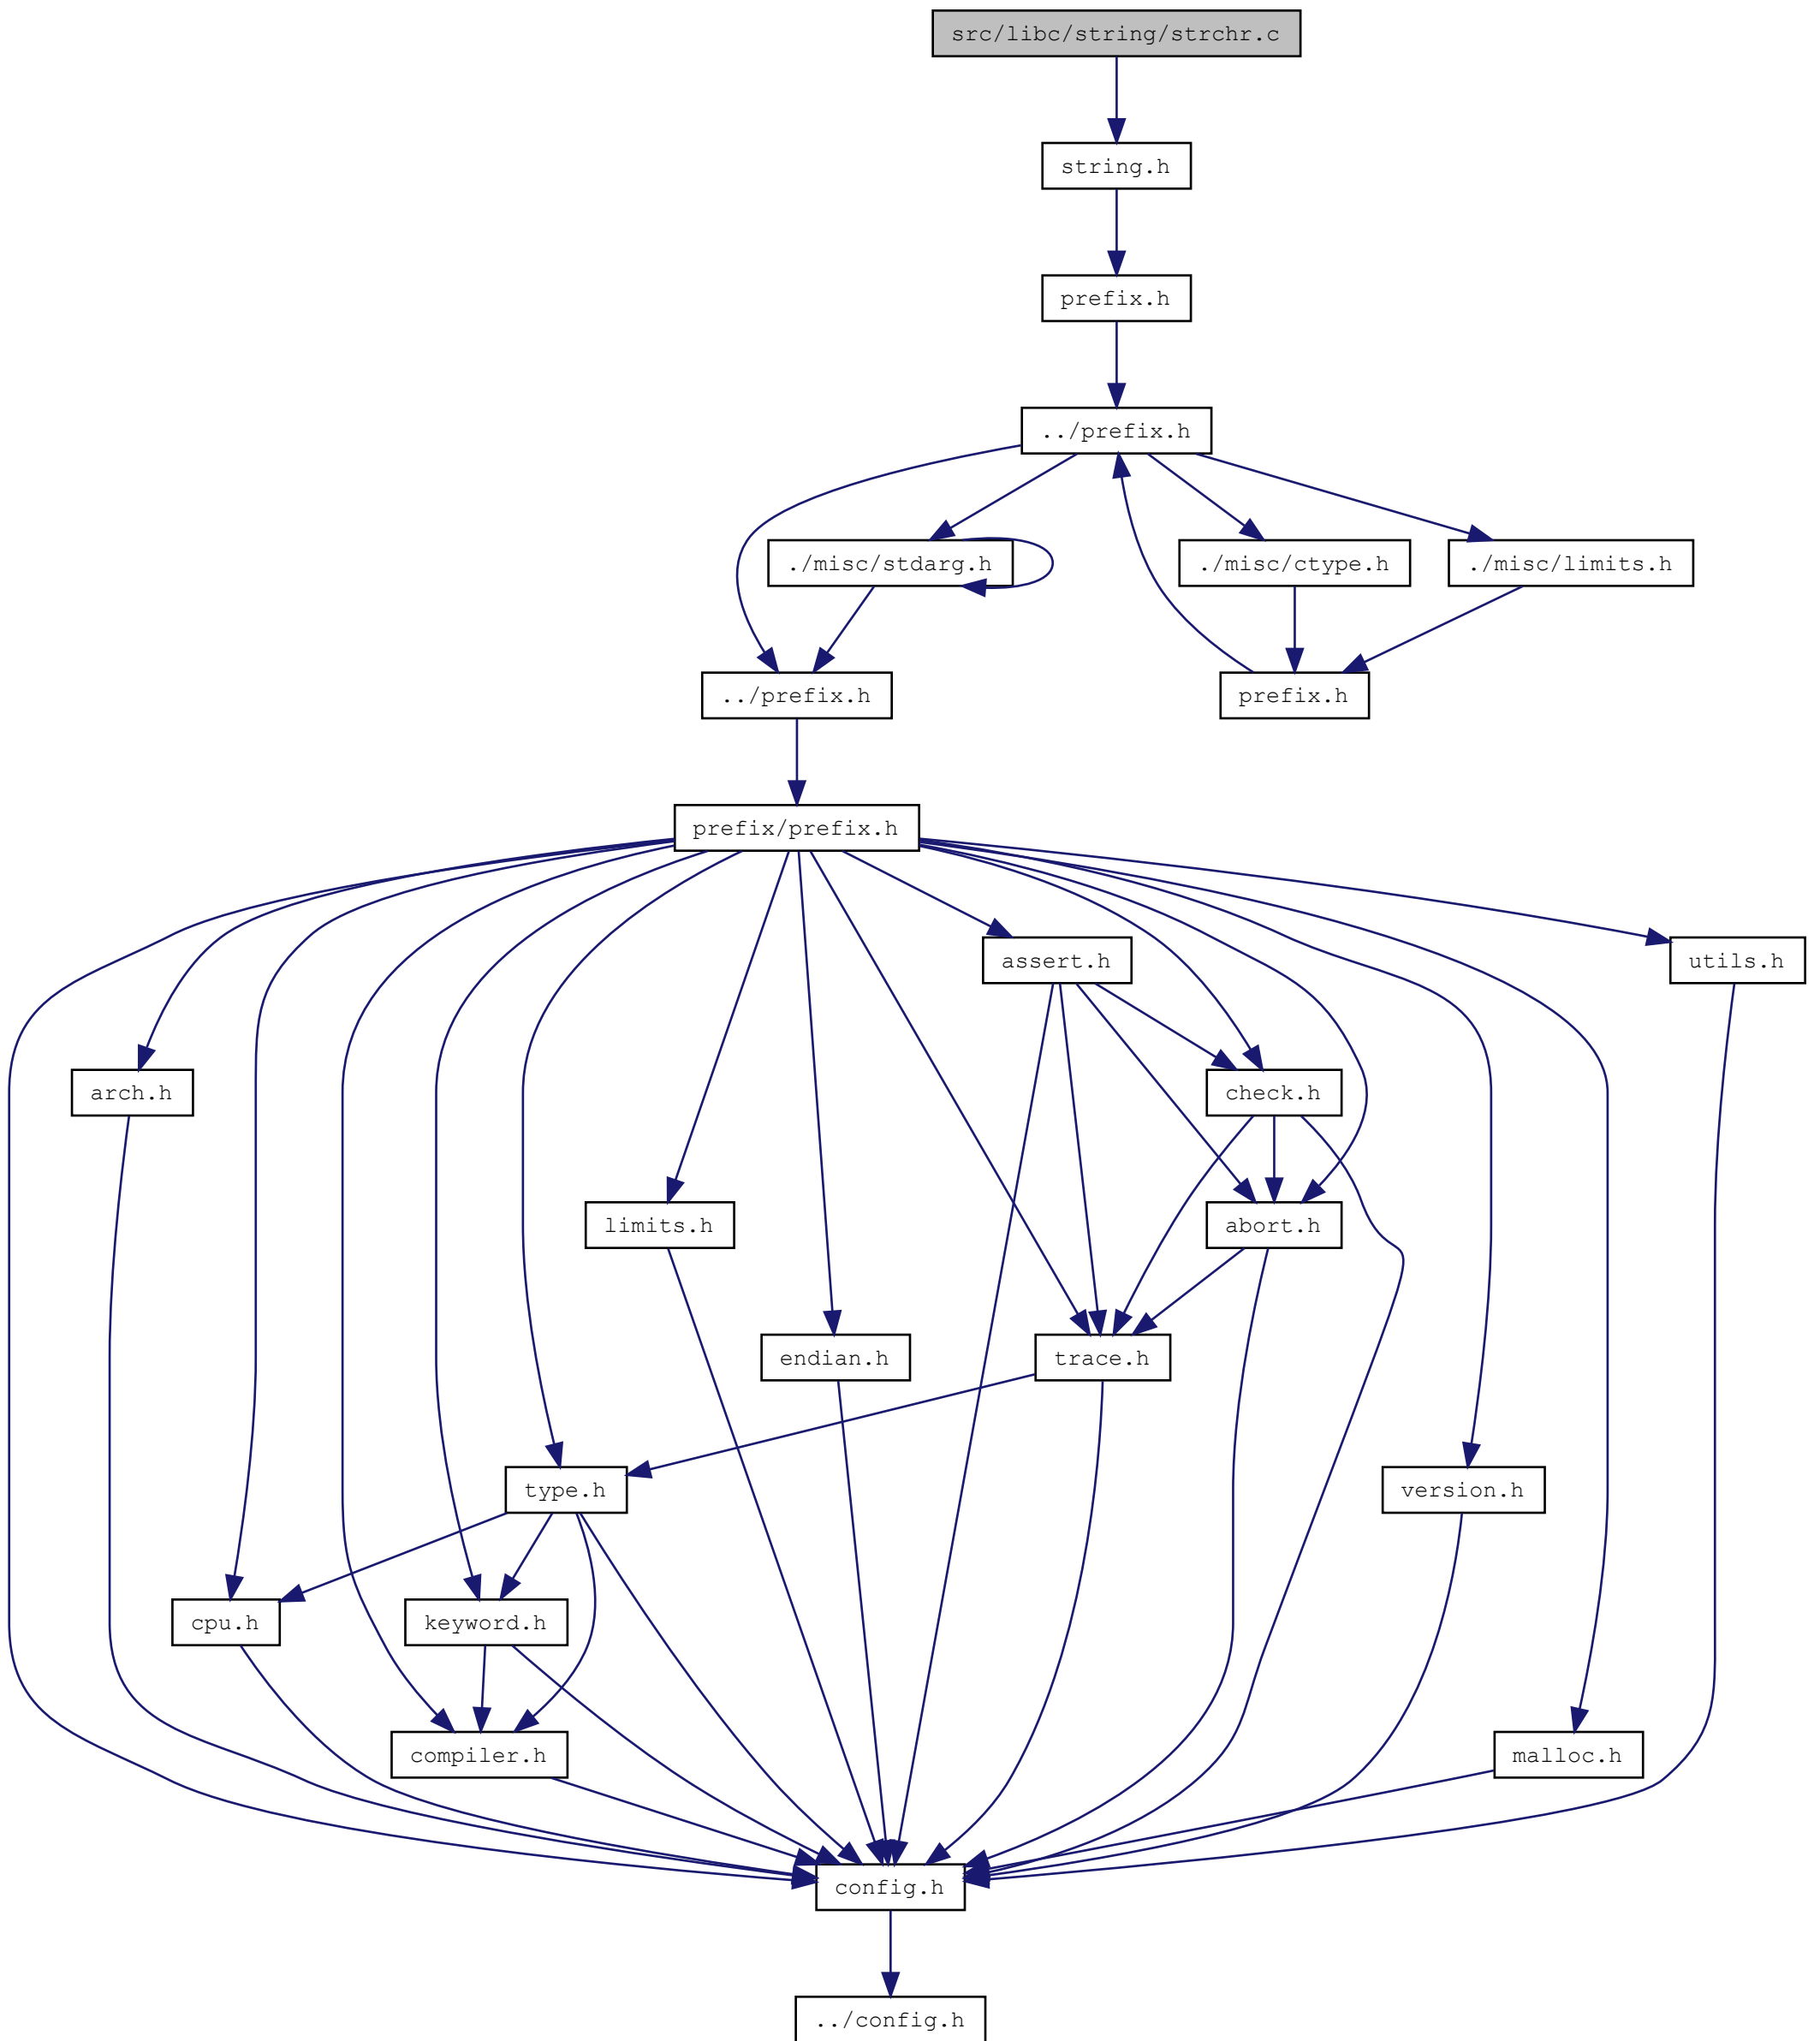 src/libc/string/strchr.c
string.h
prefix.h
../prefix.h
./misc/stdarg.h
./misc/ctype.h
./misc/limits.h
../prefix.h
prefix.h
prefix/prefix.h
assert.h
utils.h
arch.h
check.h
limits.h
abort.h
endian.h
trace.h
type.h
version.h
cpu.h
keyword.h
compiler.h
malloc.h
config.h
../config.h